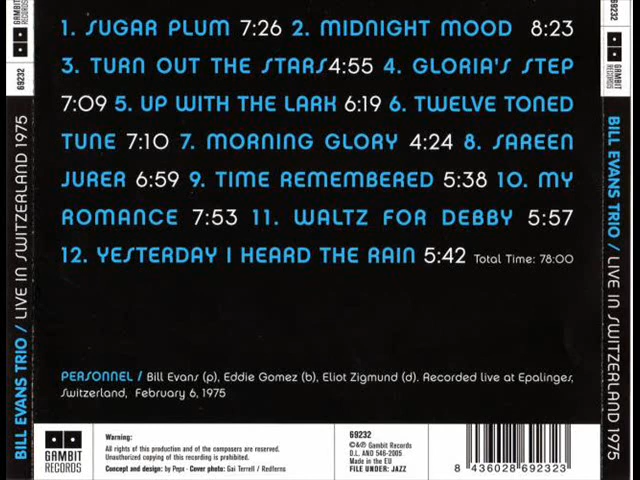 1. SUGAR PLUM 7:26 2. MIDNIGHT MOOD 8:23
3. TURN OUT THE STARS 4:55 4. GLORIA'S STEP
7:09 5. UP WITH THE LARK 6:19 6. TWELVE TONED
TUNE 7:10 7. MORNING GLORY 4:24 8. SAREEN
JURER 6:59 9. TIME REMEMBERED 5:38 10. MY
ROMANCE 7:53 11. WALTZ FOR DEBBY 5:57
12. YESTERDAY I HEARD THE RAIN 5:42 Total Time: 78:00
PERSONNEL / Bill Evans (p), Eddie Gomez (b), Eliot Zigmund (d). Recorded live at Epalinges,
Switzerland, February 6, 1975
GAMBIT
RECORDS
Warning:
All rights of this production and of the composers are reserved.
Unauthorized copying of this recording is prohibited.
Concept and design: by Pepx · Cover photo: Gai Terrell / Redferns
69232
©&℗ Gambit Records
D.L. AND 546-2005
Made in the EU
FILE UNDER: JAZZ
8 436028 692323
BILL EVANS TRIO / LIVE IN SWITZERLAND 1975
69232
GAMBIT
RECORDS
BILL EVANS TRIO / LIVE IN SWITZERLAND 1975
69232
GAMBIT
RECORDS